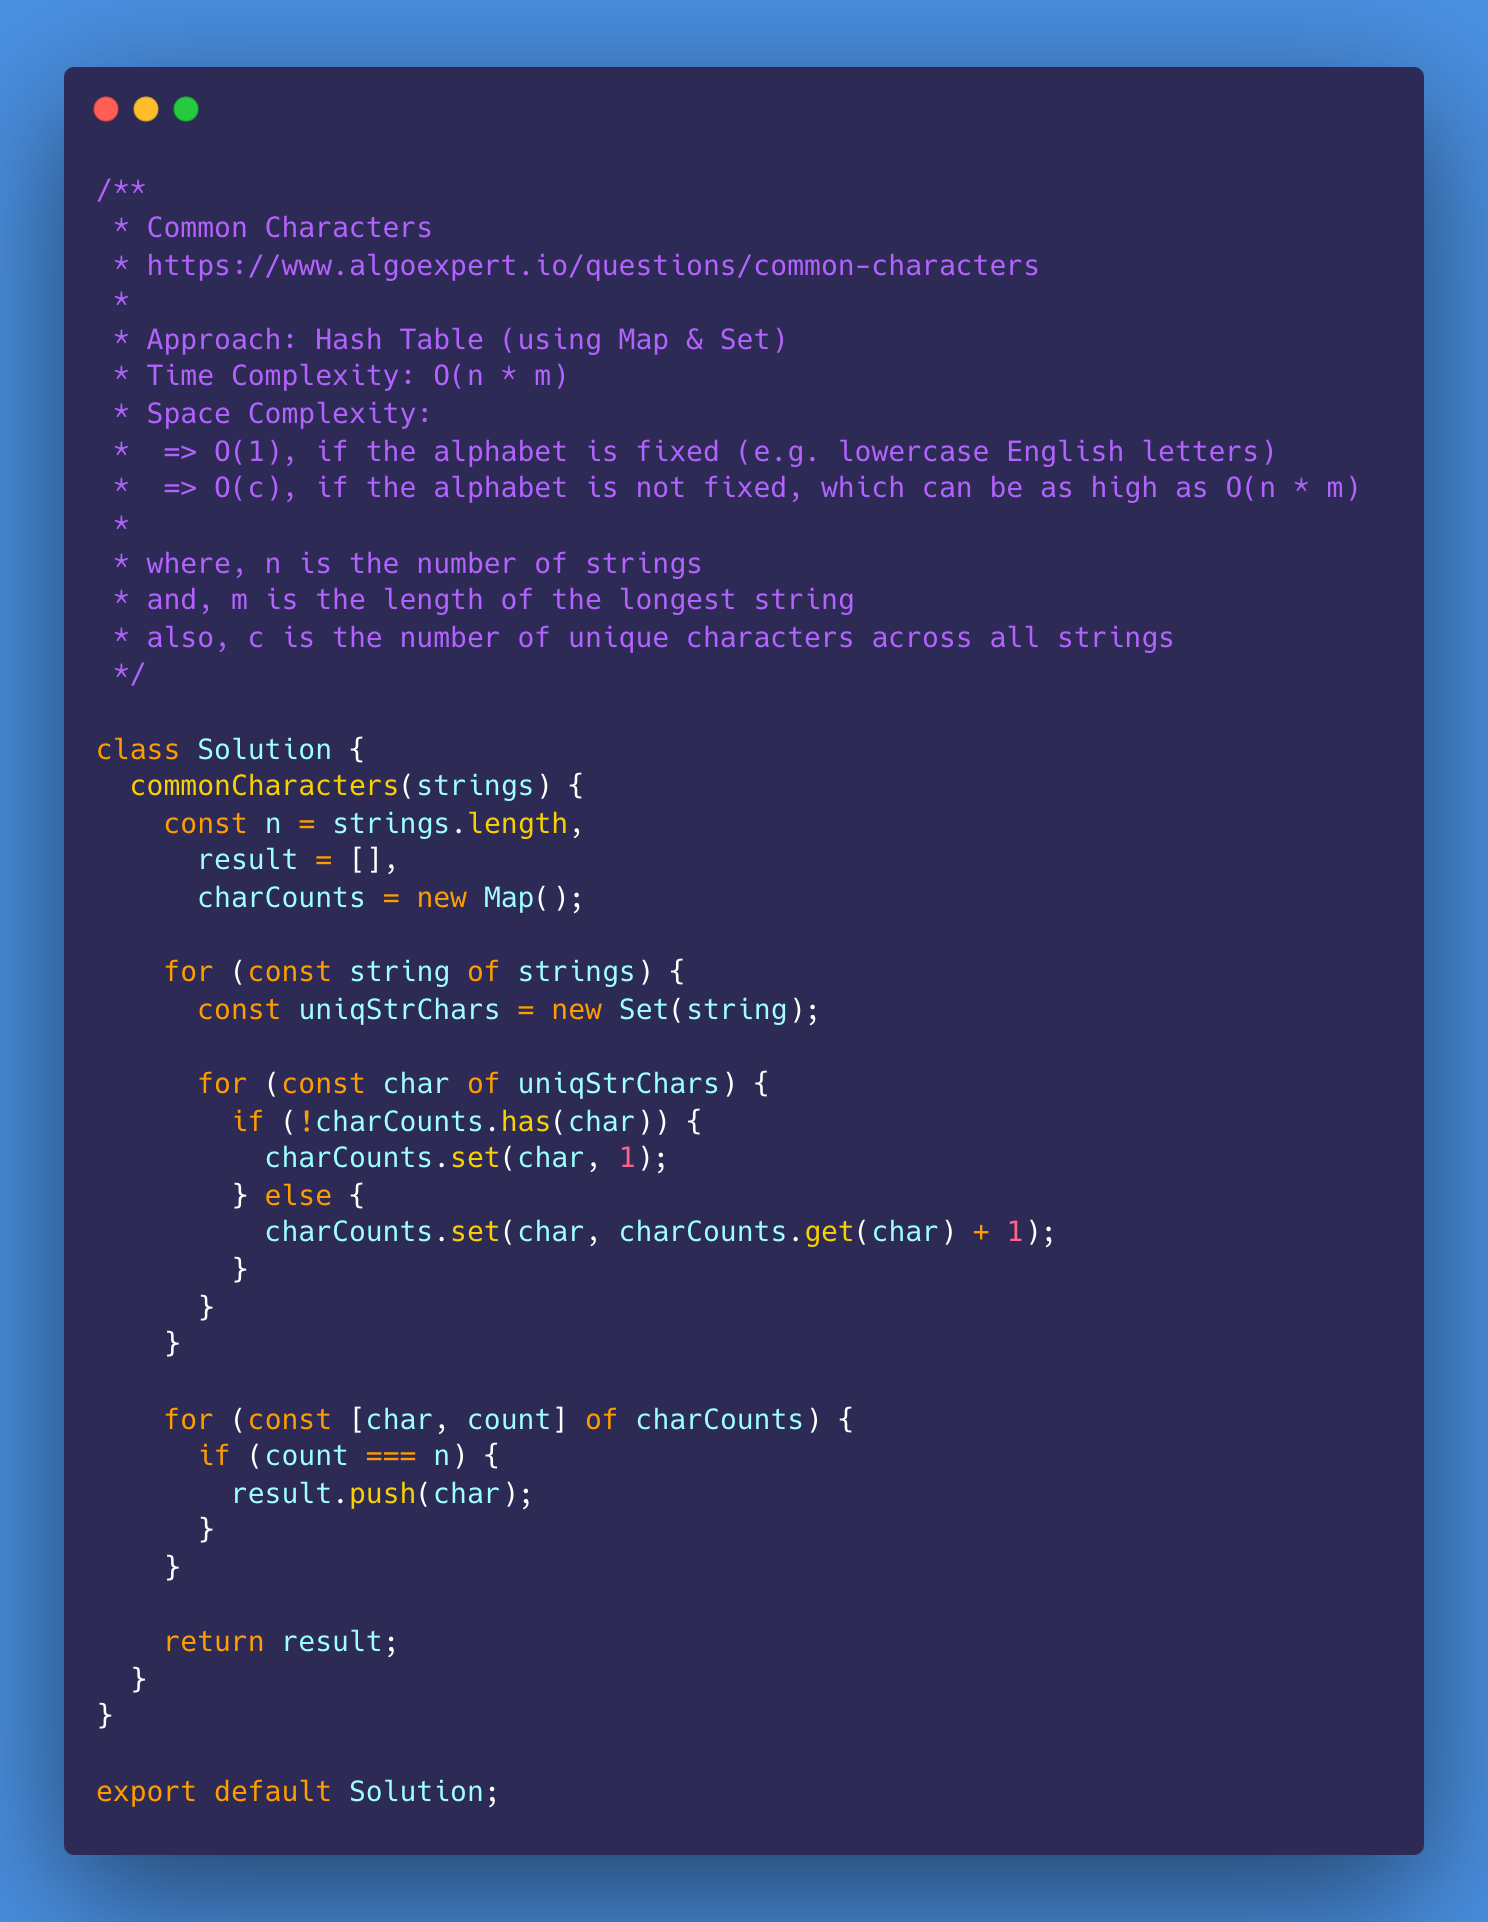 /**
 * Common Characters
 * https://www.algoexpert.io/questions/common-characters
 *
 * Approach: Hash Table (using Map & Set)
 * Time Complexity: O(n * m)
 * Space Complexity:
 *  => O(1), if the alphabet is fixed (e.g. lowercase English letters)
 *  => O(c), if the alphabet is not fixed, which can be as high as O(n * m)
 *
 * where, n is the number of strings
 * and, m is the length of the longest string
 * also, c is the number of unique characters across all strings
 */

class Solution {
  commonCharacters(strings) {
    const n = strings.length,
      result = [],
      charCounts = new Map();

    for (const string of strings) {
      const uniqStrChars = new Set(string);

      for (const char of uniqStrChars) {
        if (!charCounts.has(char)) {
          charCounts.set(char, 1);
        } else {
          charCounts.set(char, charCounts.get(char) + 1);
        }
      }
    }

    for (const [char, count] of charCounts) {
      if (count === n) {
        result.push(char);
      }
    }

    return result;
  }
}

export default Solution;